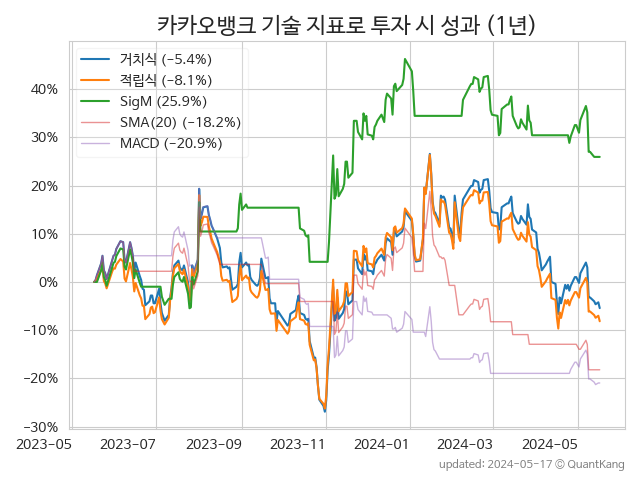 카카오뱅크 기술 지표로 투자 시 성과 (1년)
거치식 (−5.4%)
적립식 (−8.1%)
SigM (25.9%)
SMA(20) (−18.2%)
MACD (−20.9%)
40%
30%
20%
10%
0%
−10%
−20%
−30%
2023−05 2023−07 2023−09 2023−11 2024−01 2024−03 2024−05
updated: 2024−05−17 © QuantKang